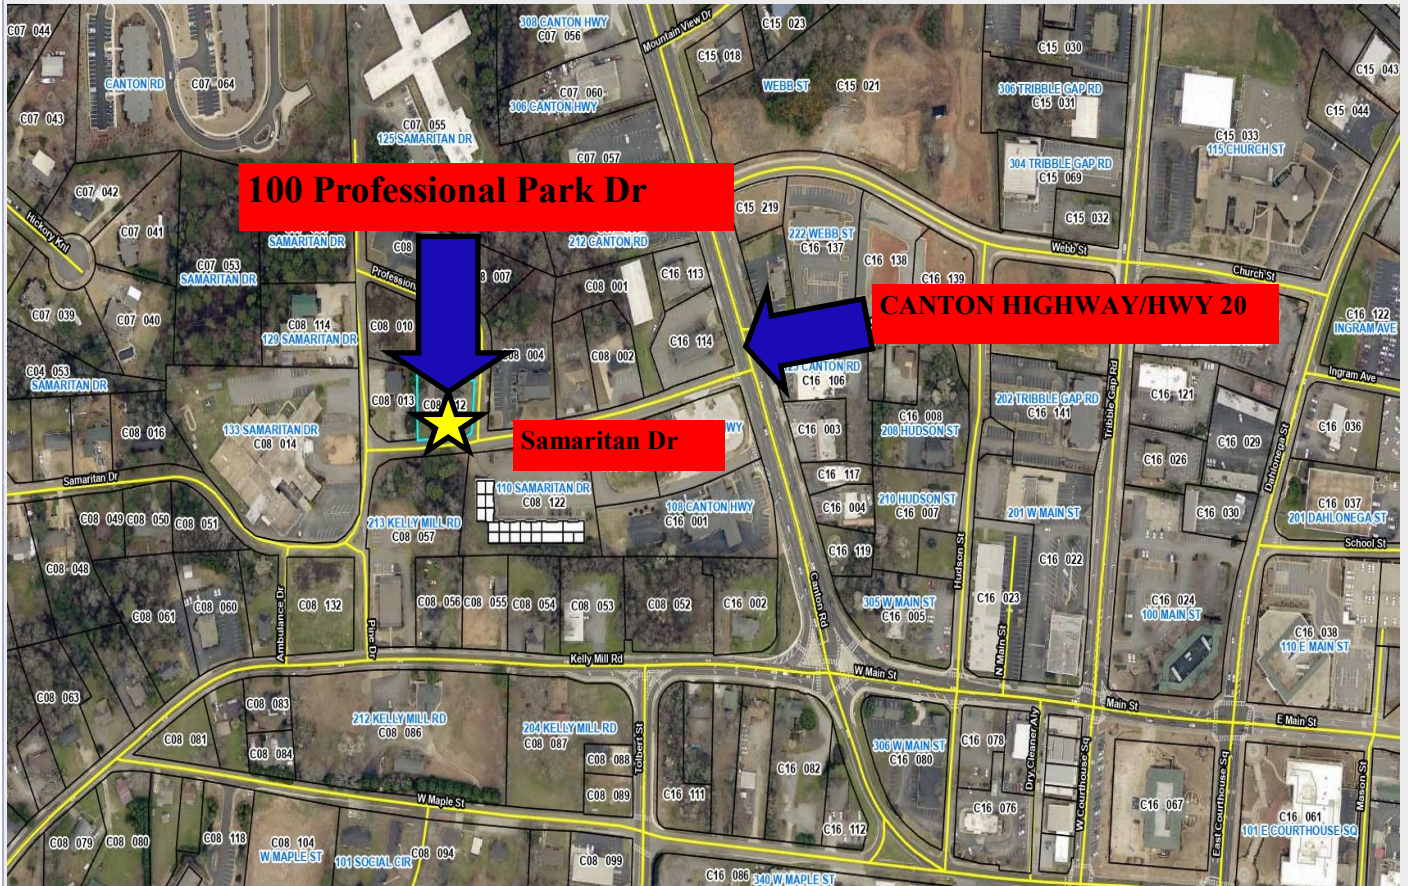 C07 044
308 CANTON HWY
C07 056
Mountain View Dr
C15 023
C15 018
C15 030
C15 043
CANTON RD
C07 064
C07 060
306 CANTON HWY
WEBB ST
C15 021
306 TRIBBLE GAP RD
C15 031
C15 044
C07 043
C07 055
125 SAMARITAN DR
C15 033
115 CHURCH ST
C07 057
304 TRIBBLE GAP RD
C15 069
100 Professional Park Dr
C07 042
Hickory Knl
C07 041
SAMARITAN DR
C08
212 CANTON RD
C15 219
222 WEBB ST
C16 137
C15 032
Webb St
C16 138
C16 139
Church St
C07 053
SAMARITAN DR
007
C08 001
C16 113
C07 039
C07 040
C08 114
129 SAMARITAN DR
C08 010
C16 114
CANTON HIGHWAY/HWY 20
C16 122
INGRAM AVE
C04 053
SAMARITAN DR
004
C08 002
CANTON RD
C16 106
Ingram Ave
C08 013
C08
202 TRIBBLE GAP RD
C16 141
Tribble Gap Rd
C16 121
C08 016
133 SAMARITAN DR
C08 014
Samaritan Dr
C16 003
C16 008
208 HUDSON ST
C16 029
C16 036
C16 026
Samaritan Dr
C16 117
Dahlonega St
110 SAMARITAN DR
C08 122
108 CANTON HWY
C16 001
C16 004
210 HUDSON ST
C16 007
201 W MAIN ST
C16 030
C16 037
201 DAHLONEGA ST
C08 049
C08 050
C08 051
213 KELLY MILL RD
C08 057
C16 119
Hudson St
C16 022
School St
C08 048
C08 061
C08 060
Ambulance Dr
C08 132
Pine Dr
C08 056
C08 055
C08 054
C08 053
C08 052
C16 002
Canton Rd
305 W MAIN ST
C16 005
C16 023
N Main St
C16 024
100 MAIN ST
C16 038
110 E MAIN ST
Kelly Mill Rd
W Main St
C08 063
C08 083
212 KELLY MILL RD
C08 086
204 KELLY MILL RD
C08 087
Tolbert St
Main St
E Main St
C08 081
C08 084
C08 088
C08 089
C16 082
306 W MAIN ST
C16 080
C16 078
Dry Cleaner Aly
W Courthouse Sq
East Courthouse Sq
Mason St
W Maple St
C16 111
C16 076
C16 067
C16 061
101 E COURTHOUSE SQ
C08 079
C08 080
C08 118
C08 104
W MAPLE ST
101 SOCIAL CIR
C08 094
C08 099
C16 112
C16 086
340 W MAPLE ST